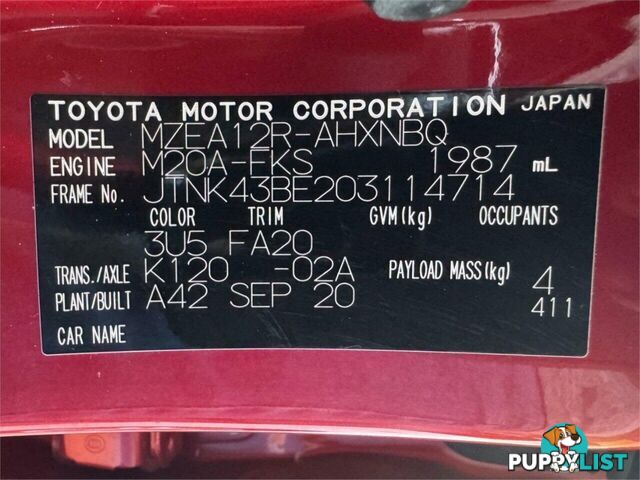 TOYOTA MOTOR CORPORATION JAPAN
MODEL MZEA12R-AHXNBQ
ENGINE M20A-FKS 1987 mL
FRAME No. JTNK43BE203114714
COLOR TRIM GVM(kg) OCCUPANTS
3U5 FA20
TRANS./AXLE K120 -02A PAYLOAD MASS(kg) 4
PLANT/BUILT A42 SEP 20 411
CAR NAME
PUPPYLIST